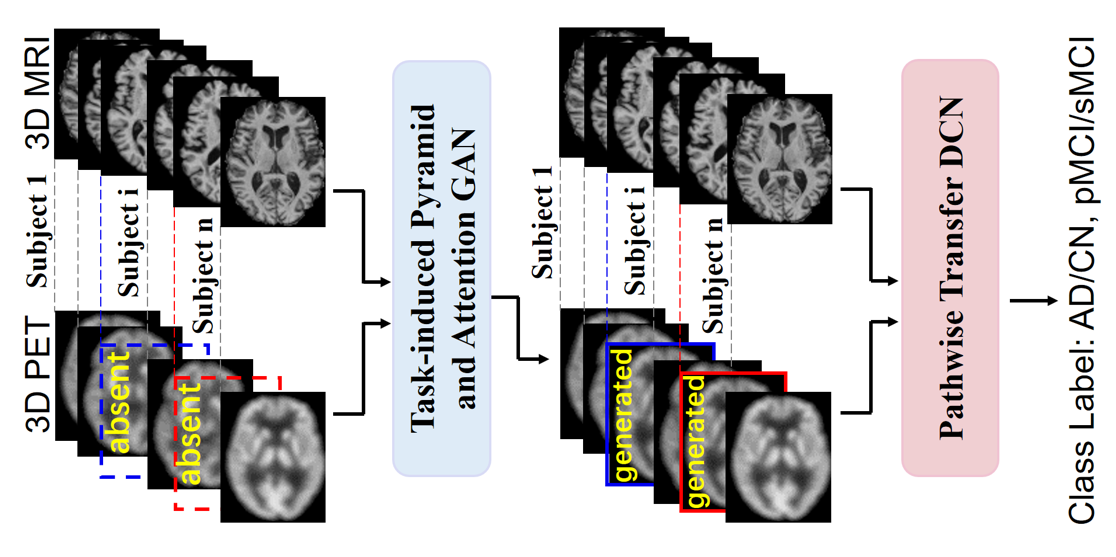 3D MRI
Subject 1
Subject i
Subject n
3D PET
absent
absent
Task-induced Pyramid
and Attention GAN
Subject 1
Subject i
Subject n
generated
generated
Pathwise Transfer DCN
Class Label: AD/CN, pMCI/sMCI